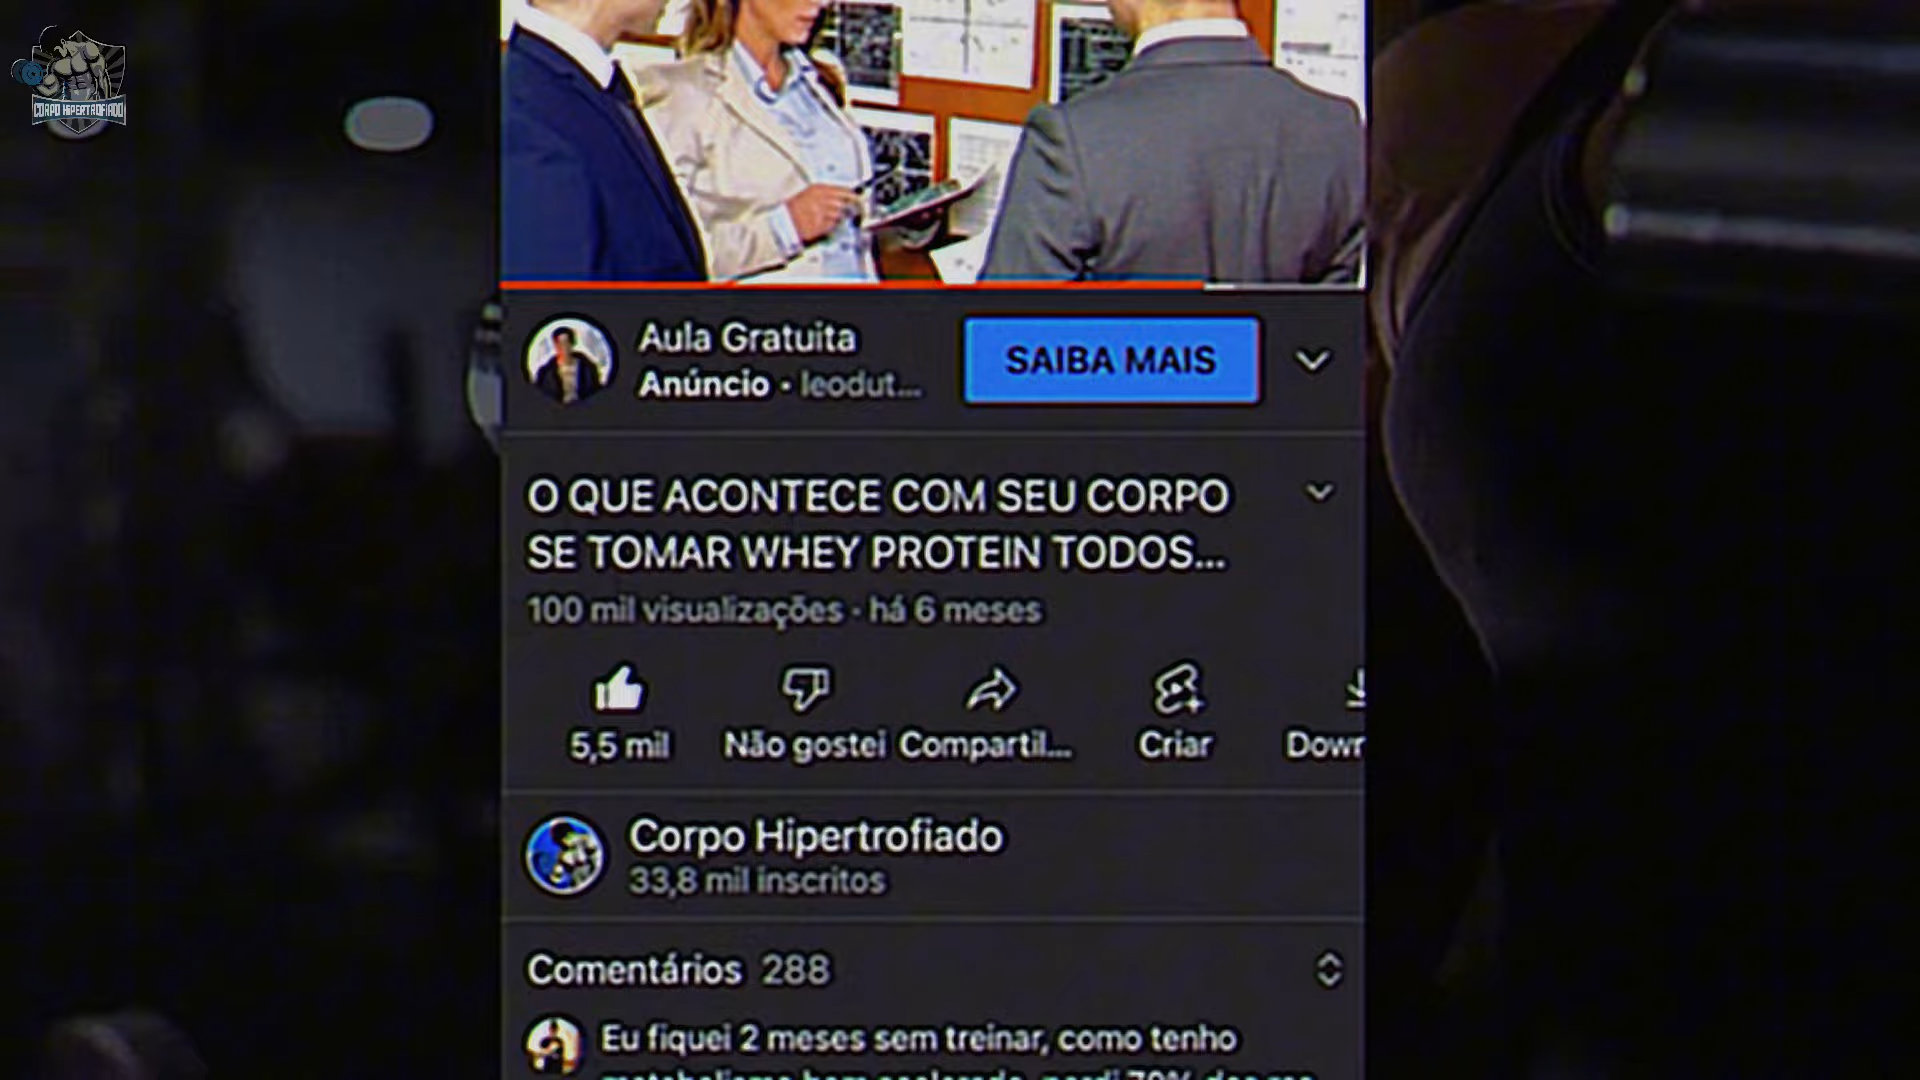 CORPO HIPERTROFIADO
Aula Gratuita
Anúncio · leodut...
SAIBA MAIS
O QUE ACONTECE COM SEU CORPO
SE TOMAR WHEY PROTEIN TODOS...
100 mil visualizações · há 6 meses
5,5 mil
Não gostei
Compartil...
Criar
Down
Corpo Hipertrofiado
33,8 mil inscritos
Comentários 288
Eu fiquei 2 meses sem treinar, como tenho